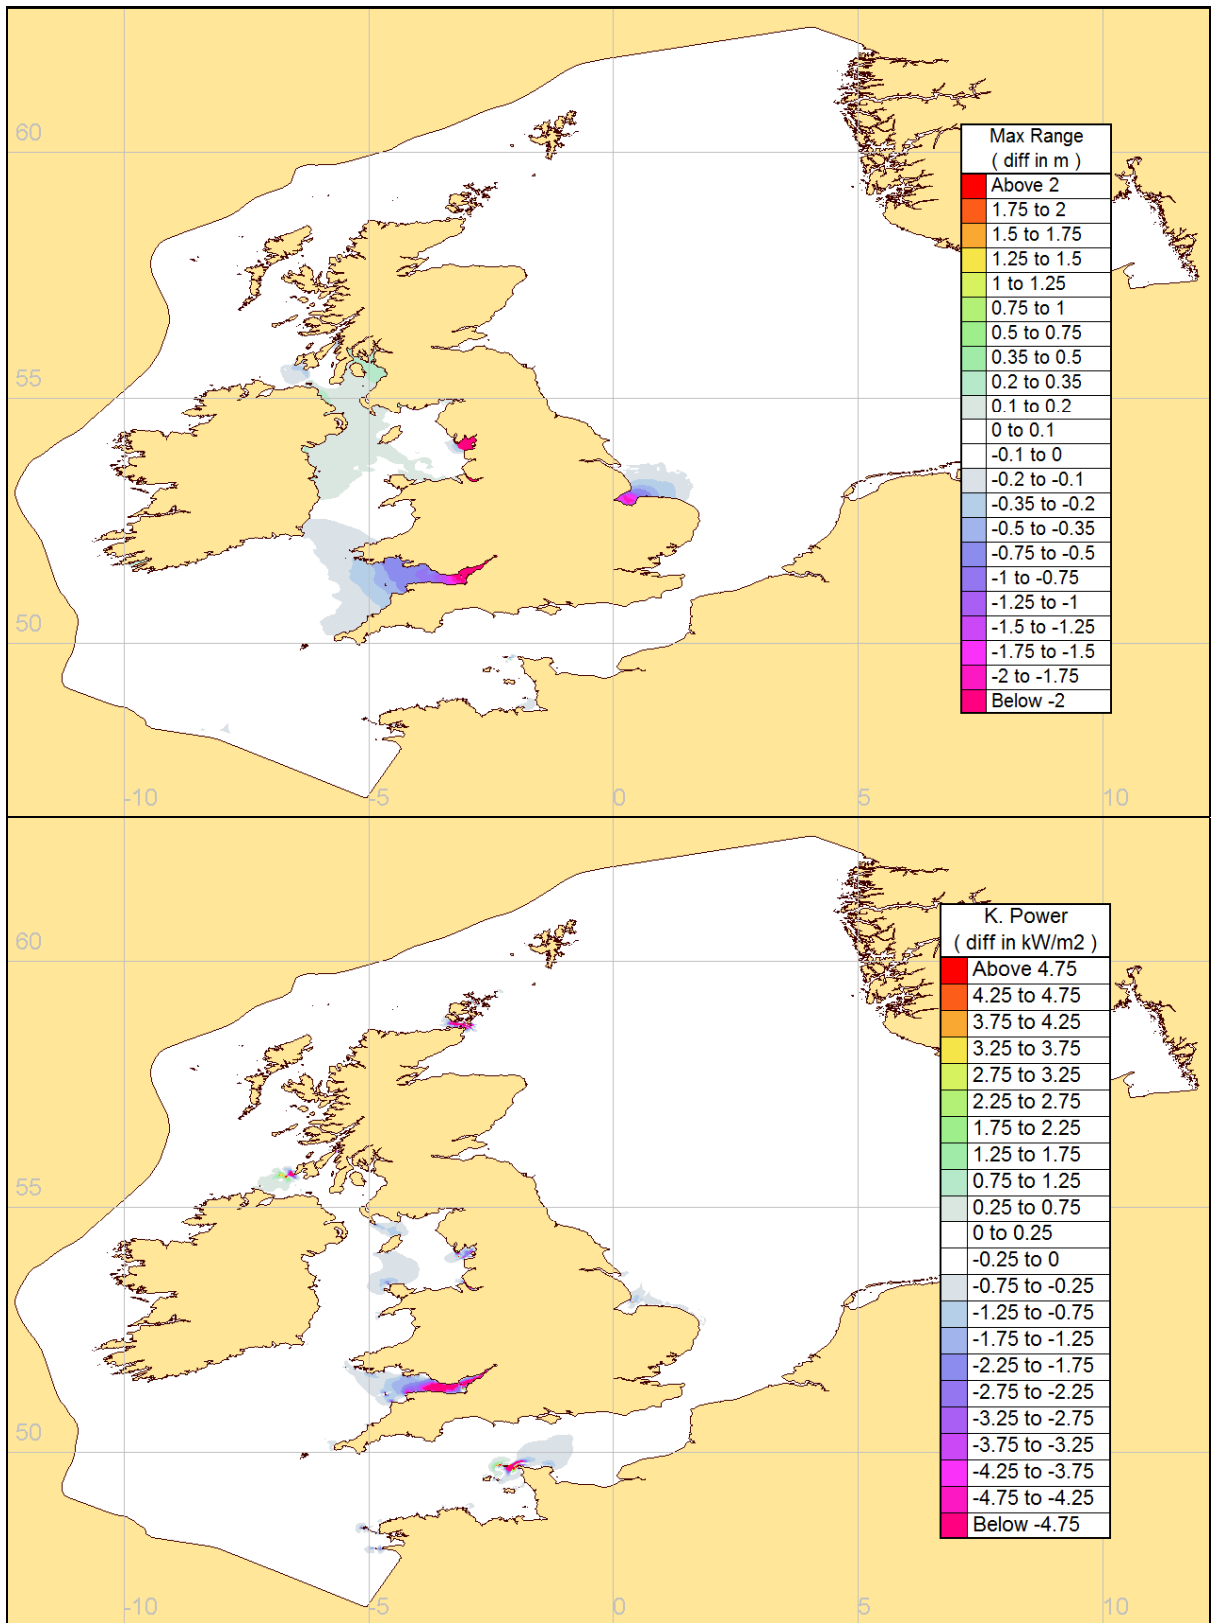 60
55
50
-10
-5
0
5
10
Max Range
( diff in m )
Above 2
1.75 to 2
1.5 to 1.75
1.25 to 1.5
1 to 1.25
0.75 to 1
0.5 to 0.75
0.35 to 0.5
0.2 to 0.35
0.1 to 0.2
0 to 0.1
-0.1 to 0
-0.2 to -0.1
-0.35 to -0.2
-0.5 to -0.35
-0.75 to -0.5
-1 to -0.75
-1.25 to -1
-1.5 to -1.25
-1.75 to -1.5
-2 to -1.75
Below -2
60
55
50
-10
-5
0
5
10
K. Power
( diff in kW/m2 )
Above 4.75
4.25 to 4.75
3.75 to 4.25
3.25 to 3.75
2.75 to 3.25
2.25 to 2.75
1.75 to 2.25
1.25 to 1.75
0.75 to 1.25
0.25 to 0.75
0 to 0.25
-0.25 to 0
-0.75 to -0.25
-1.25 to -0.75
-1.75 to -1.25
-2.25 to -1.75
-2.75 to -2.25
-3.25 to -2.75
-3.75 to -3.25
-4.25 to -3.75
-4.75 to -4.25
Below -4.75